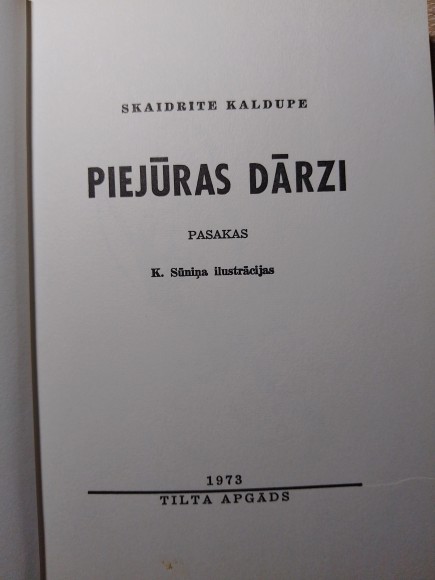 SKAIDRITE KALDUPE
PIEJŪRAS DĀRZI
PASAKAS
K. Sūniņa ilustrācijas
1973
TILTA APGĀDS